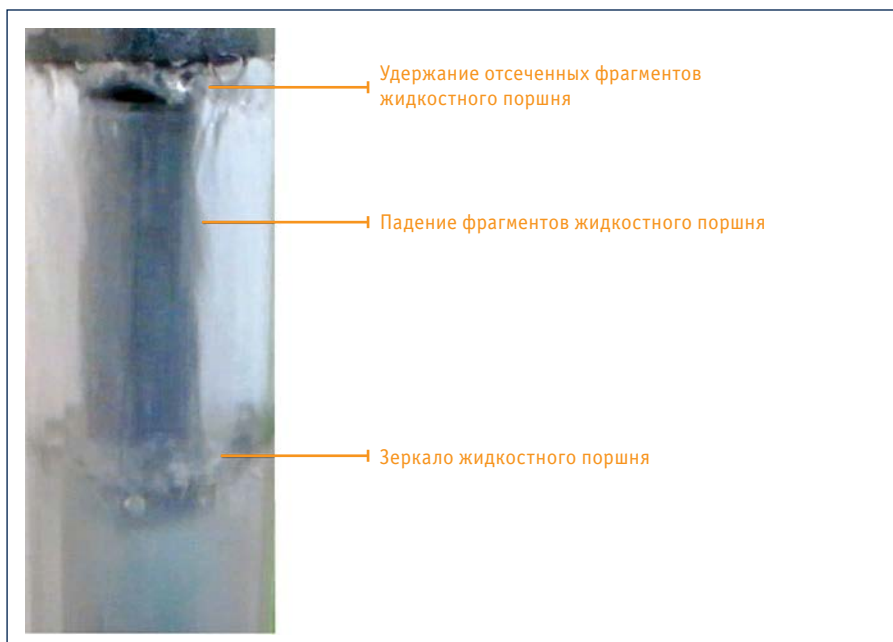 Удержание отсеченных фрагментов
жидкостного поршня
Падение фрагментов жидкостного поршня
Зеркало жидкостного поршня